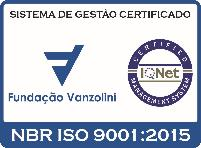 SISTEMA DE GESTÃO CERTIFICADO
CERTIFIED
IQNet
MANAGEMENT SYSTEM
Fundação Vanzolini
NBR ISO 9001:2015